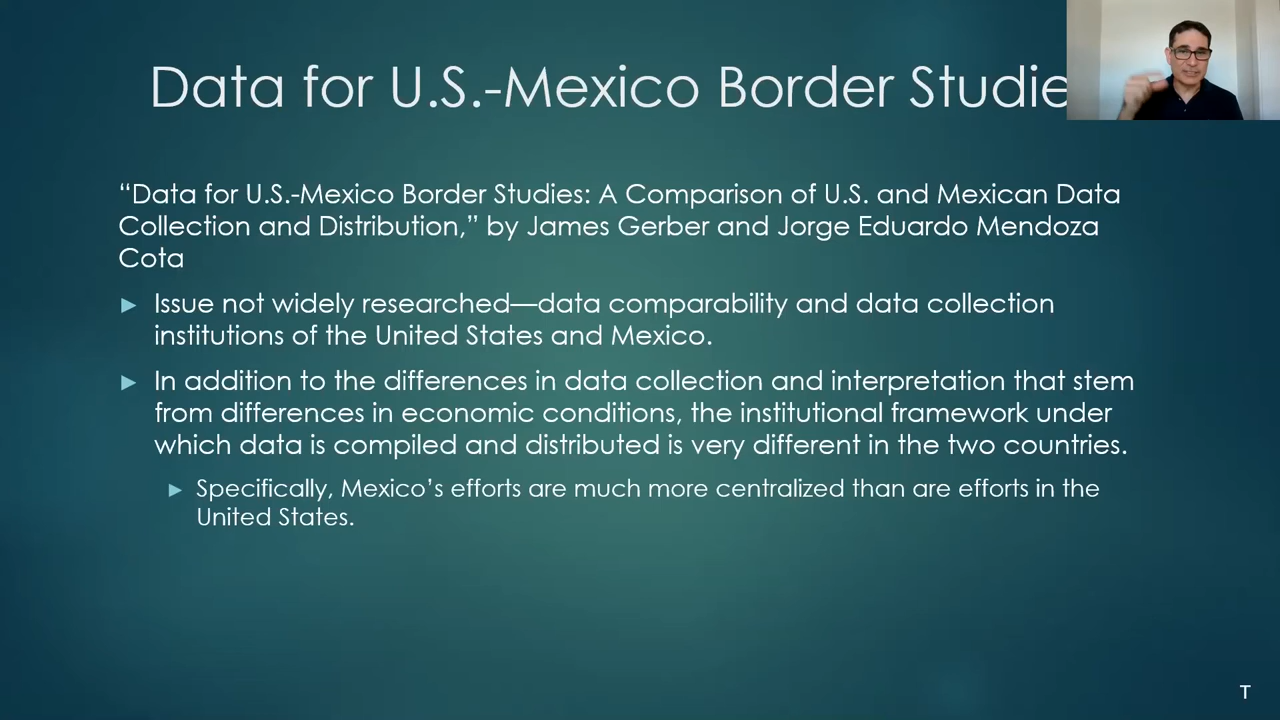 Data for U.S.-Mexico Border Studie
“Data for U.S.-Mexico Border Studies: A Comparison of U.S. and Mexican Data
Collection and Distribution,” by James Gerber and Jorge Eduardo Mendoza
Cota
Issue not widely researched—data comparability and data collection
institutions of the United States and Mexico.
In addition to the differences in data collection and interpretation that stem
from differences in economic conditions, the institutional framework under
which data is compiled and distributed is very different in the two countries.
Specifically, Mexico’s efforts are much more centralized than are efforts in the
United States.
T